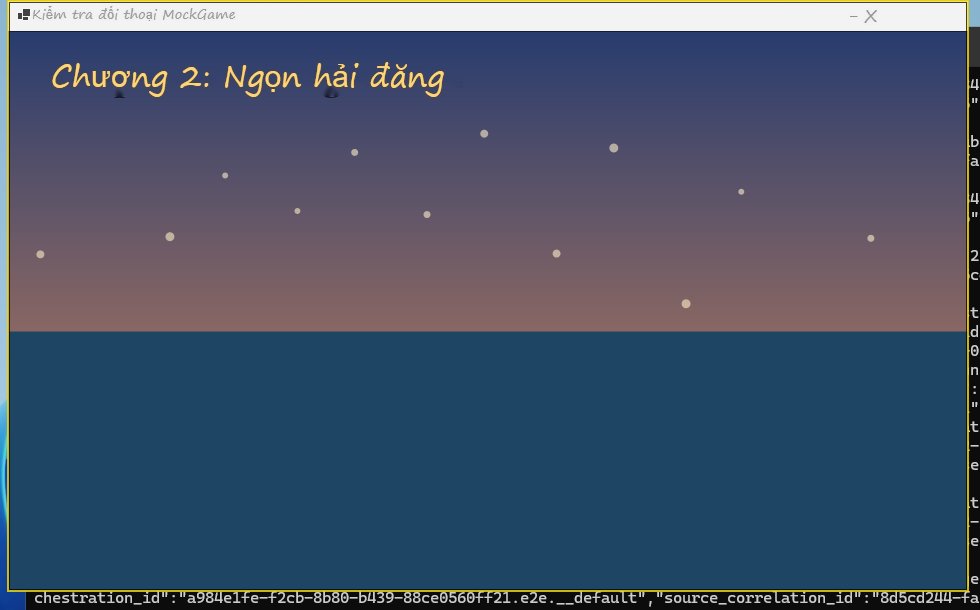 Kiểm tra đối thoại MockGame
Chương 2: Ngọn hải đăng
chestration_id":"a984e1fe-f2cb-8b80-b439-88ce0560ff21.e2e.__default","source_correlation_id":"8d5cd244-fa